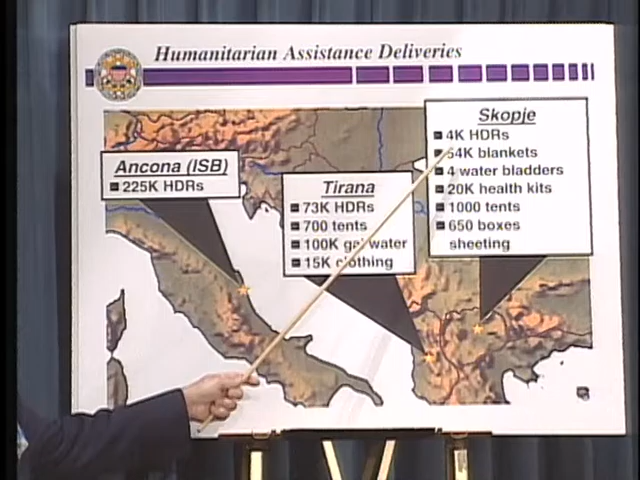 Humanitarian Assistance Deliveries
Ancona (ISB)
225K HDRs
Tirana
73K HDRs
700 tents
100K gal water
15K clothing
Skopje
4K HDRs
54K blankets
4 water bladders
20K health kits
1000 tents
650 boxes
sheeting